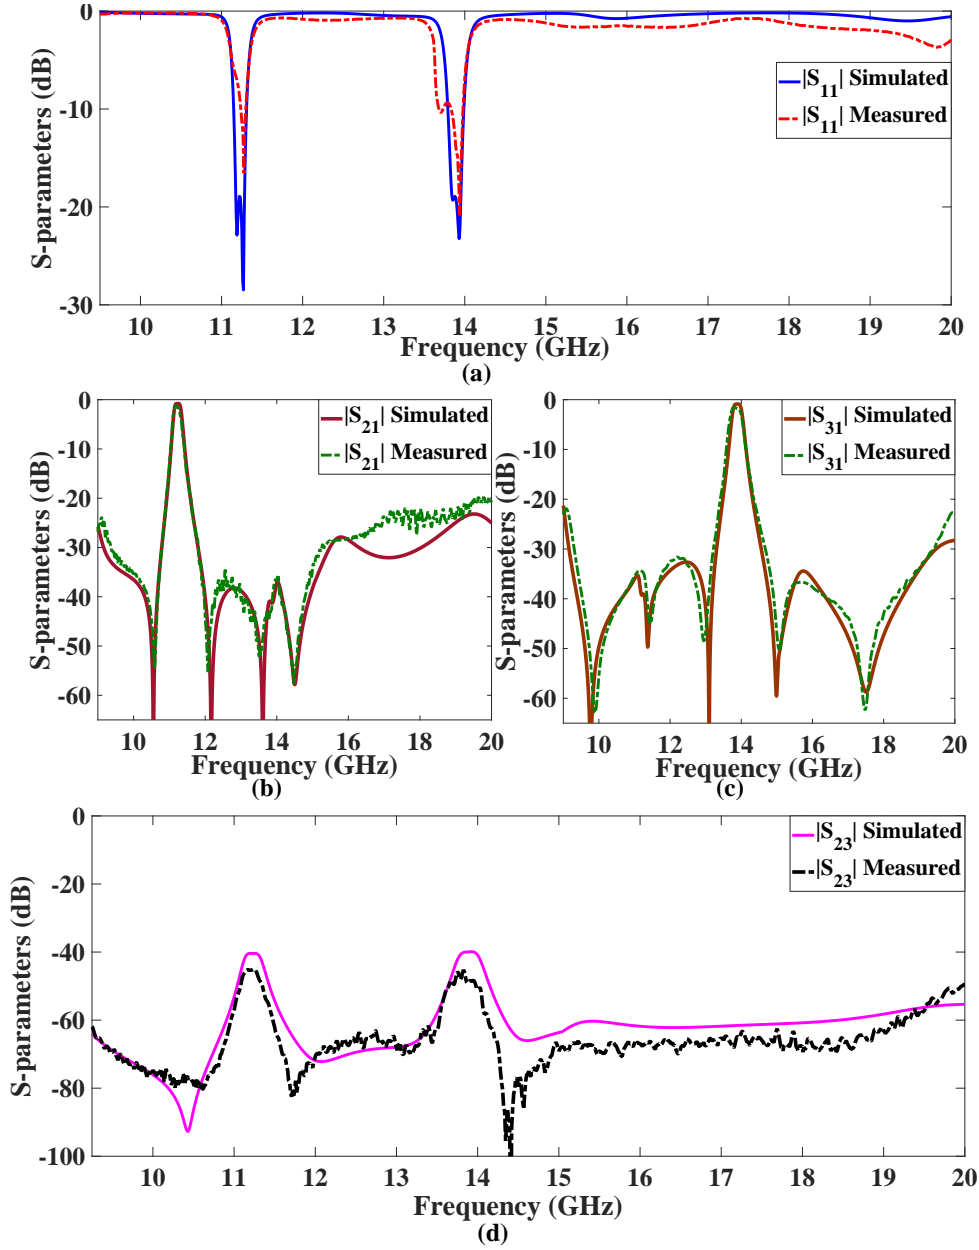 0
-10
-20
-30
S-parameters (dB)
|S11| Simulated
|S11| Measured
10 11 12 13 14 15 16 17 18 19 20
Frequency (GHz)
(a)
0
-10
-20
-30
-40
-50
-60
S-parameters (dB)
|S21| Simulated
|S21| Measured
10 12 14 16 18 20
Frequency (GHz)
(b)
0
-10
-20
-30
-40
-50
-60
S-parameters (dB)
|S31| Simulated
|S31| Measured
10 12 14 16 18 20
Frequency (GHz)
(c)
0
-20
-40
-60
-80
-100
S-parameters (dB)
|S23| Simulated
|S23| Measured
10 11 12 13 14 15 16 17 18 19 20
Frequency (GHz)
(d)